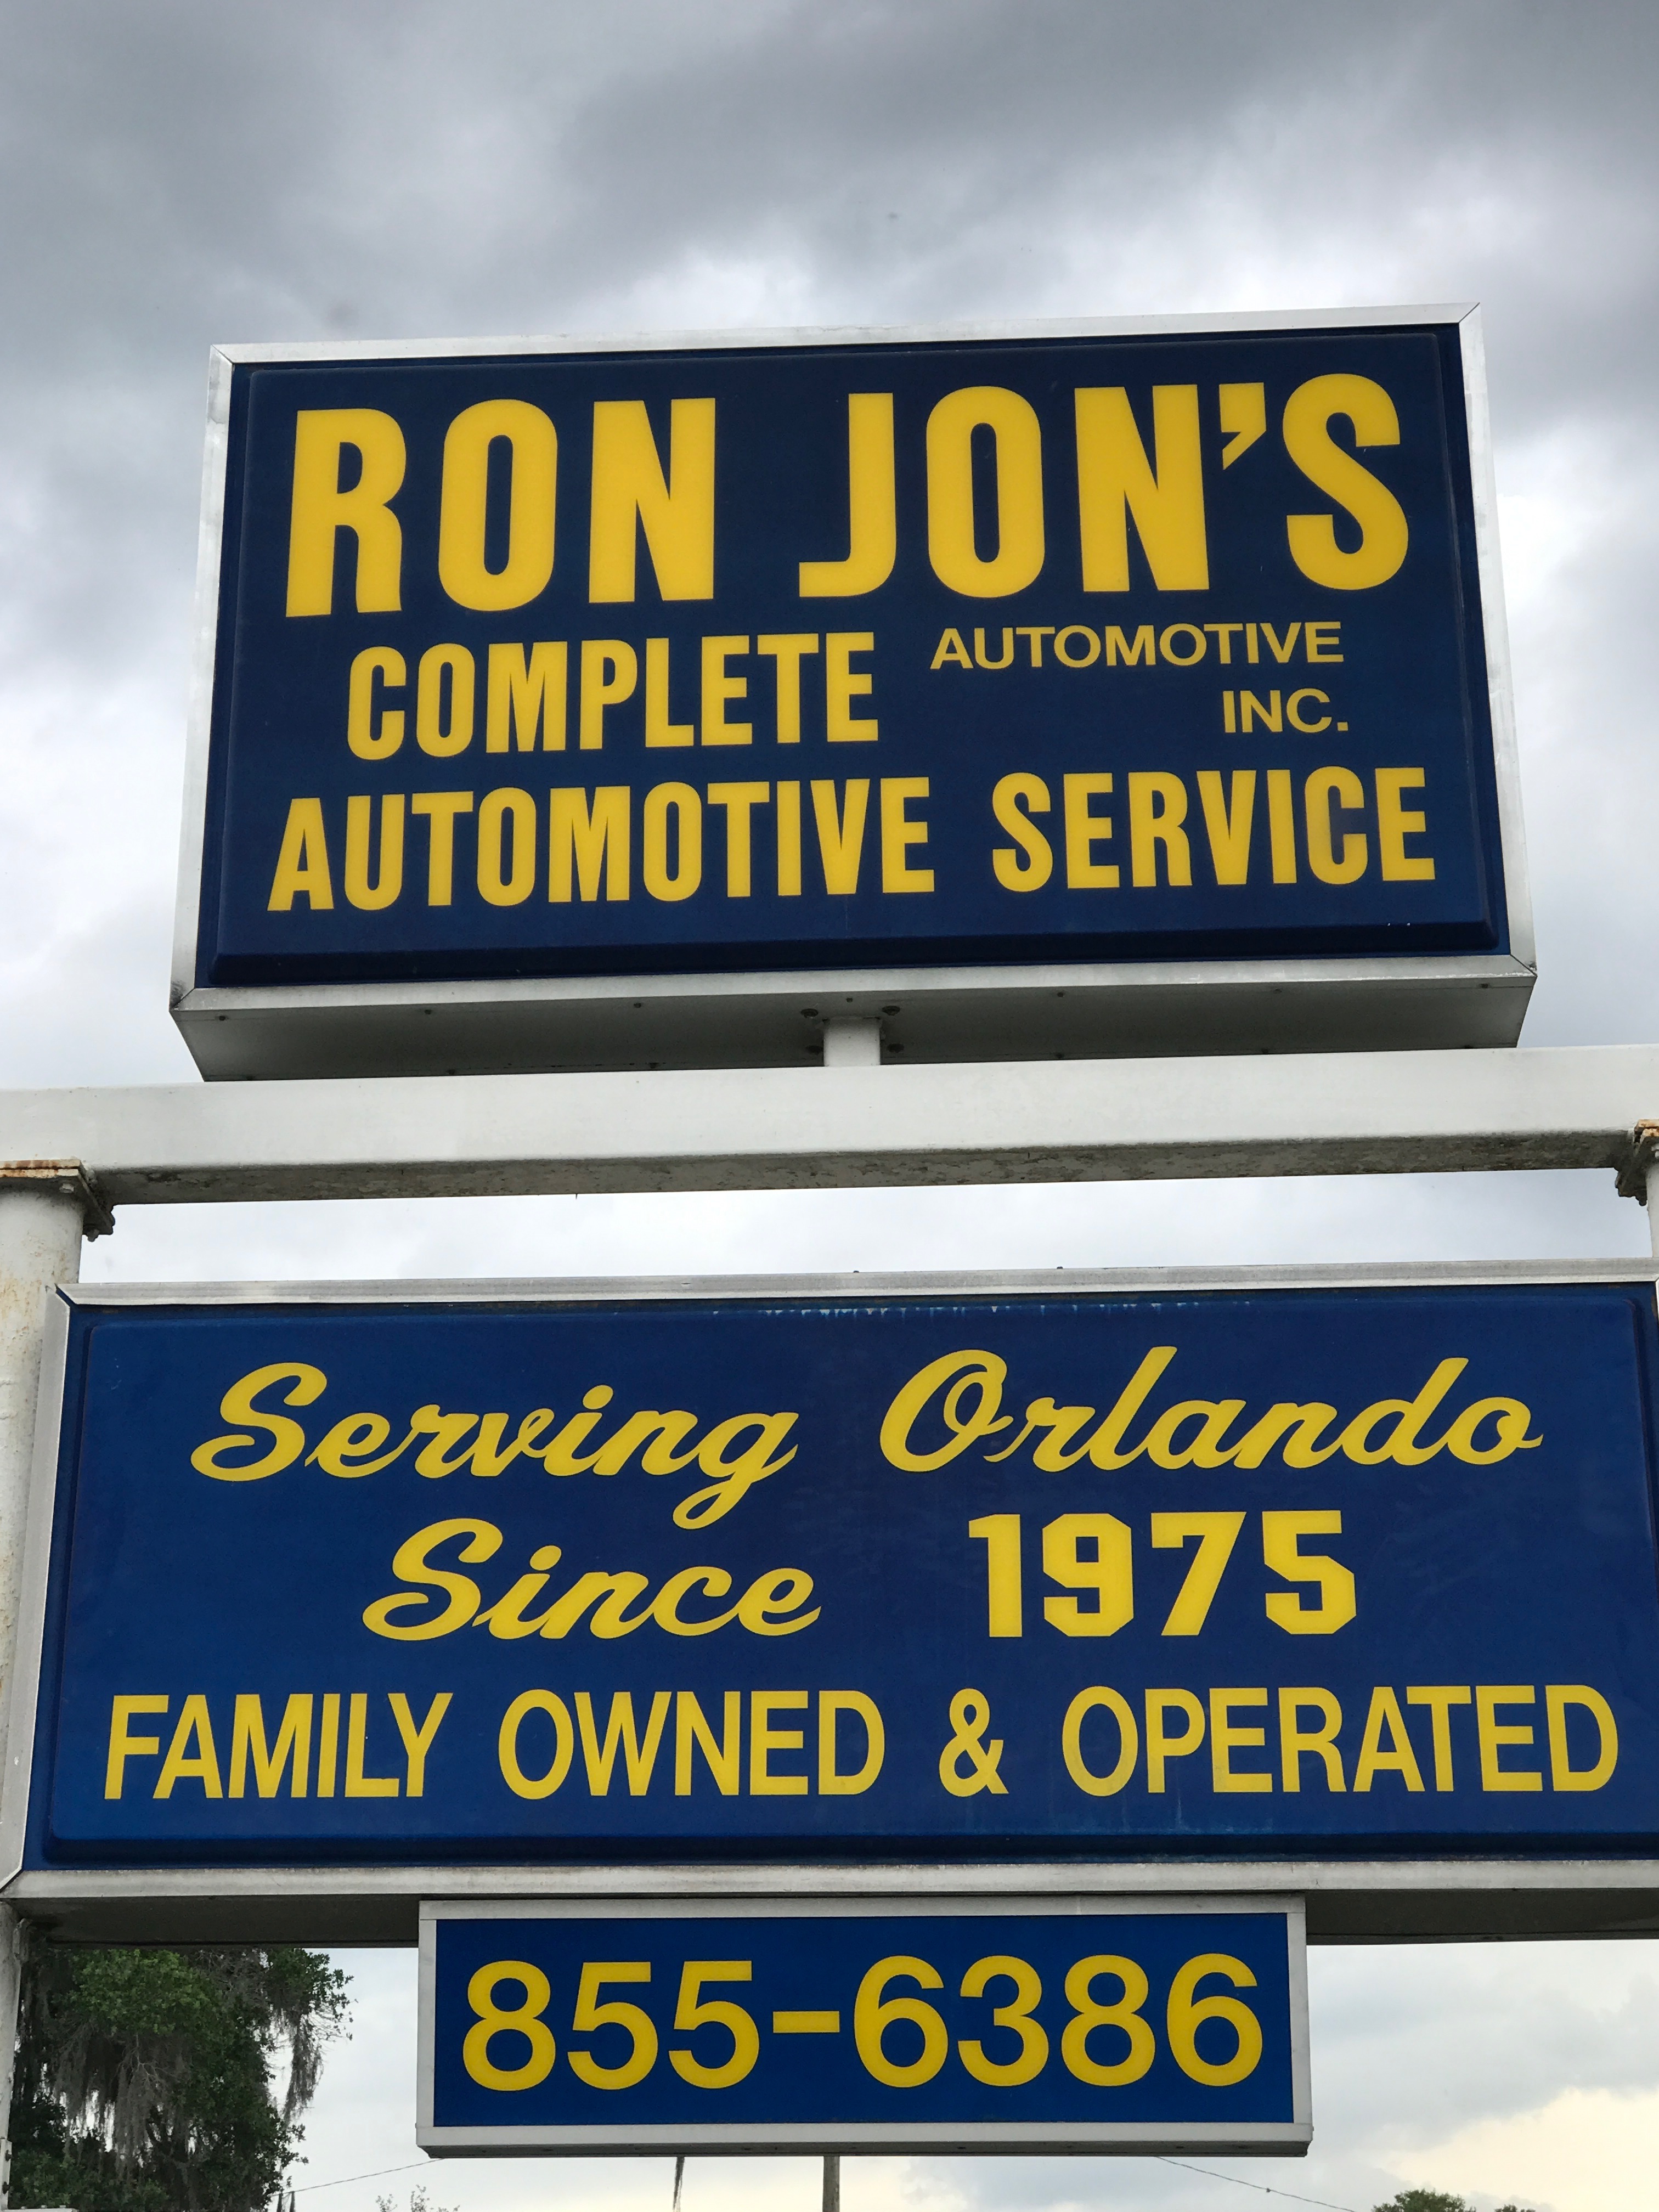 RON JON'S
AUTOMOTIVE
INC.
COMPLETE
AUTOMOTIVE SERVICE
Serving Orlando
Since 1975
FAMILY OWNED & OPERATED
855-6386